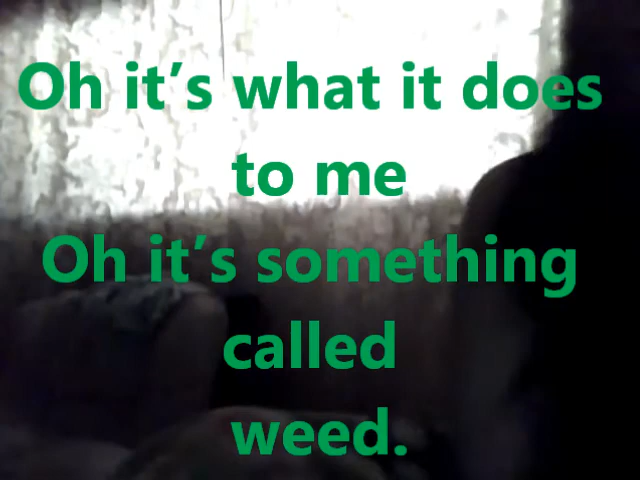 Oh it’s what it does
to me
Oh it’s something
called
weed.